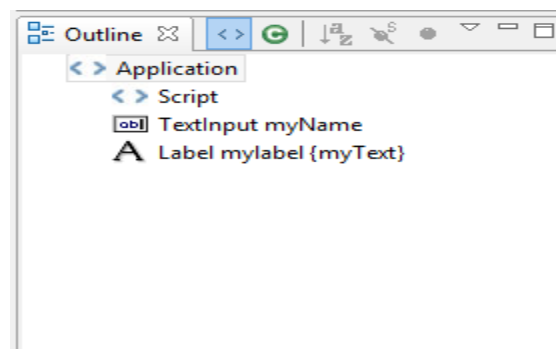 Outline
Application
Script
TextInput myName
Label mylabel {myText}